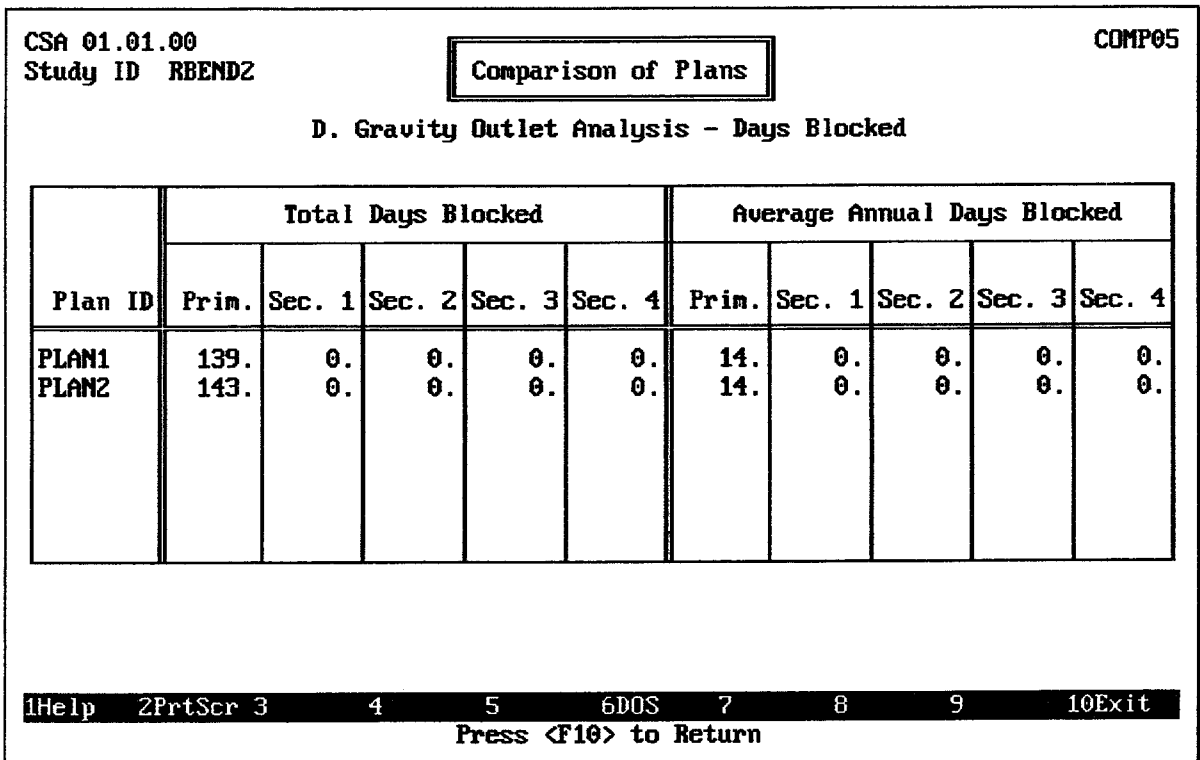 CSA 01.01.00 COMP05
Study ID RBEND2 Comparison of Plans
D. Gravity Outlet Analysis - Days Blocked
Total Days Blocked Average Annual Days Blocked
Plan ID Prim. Sec. 1 Sec. 2 Sec. 3 Sec. 4 Prim. Sec. 1 Sec. 2 Sec. 3 Sec. 4
PLAN1 139. 0. 0. 0. 0. 14. 0. 0. 0. 0.
PLAN2 143. 0. 0. 0. 0. 14. 0. 0. 0. 0.
1Help 2PrtScr 3 4 5 6DOS 7 8 9 10Exit
Press <F10> to Return